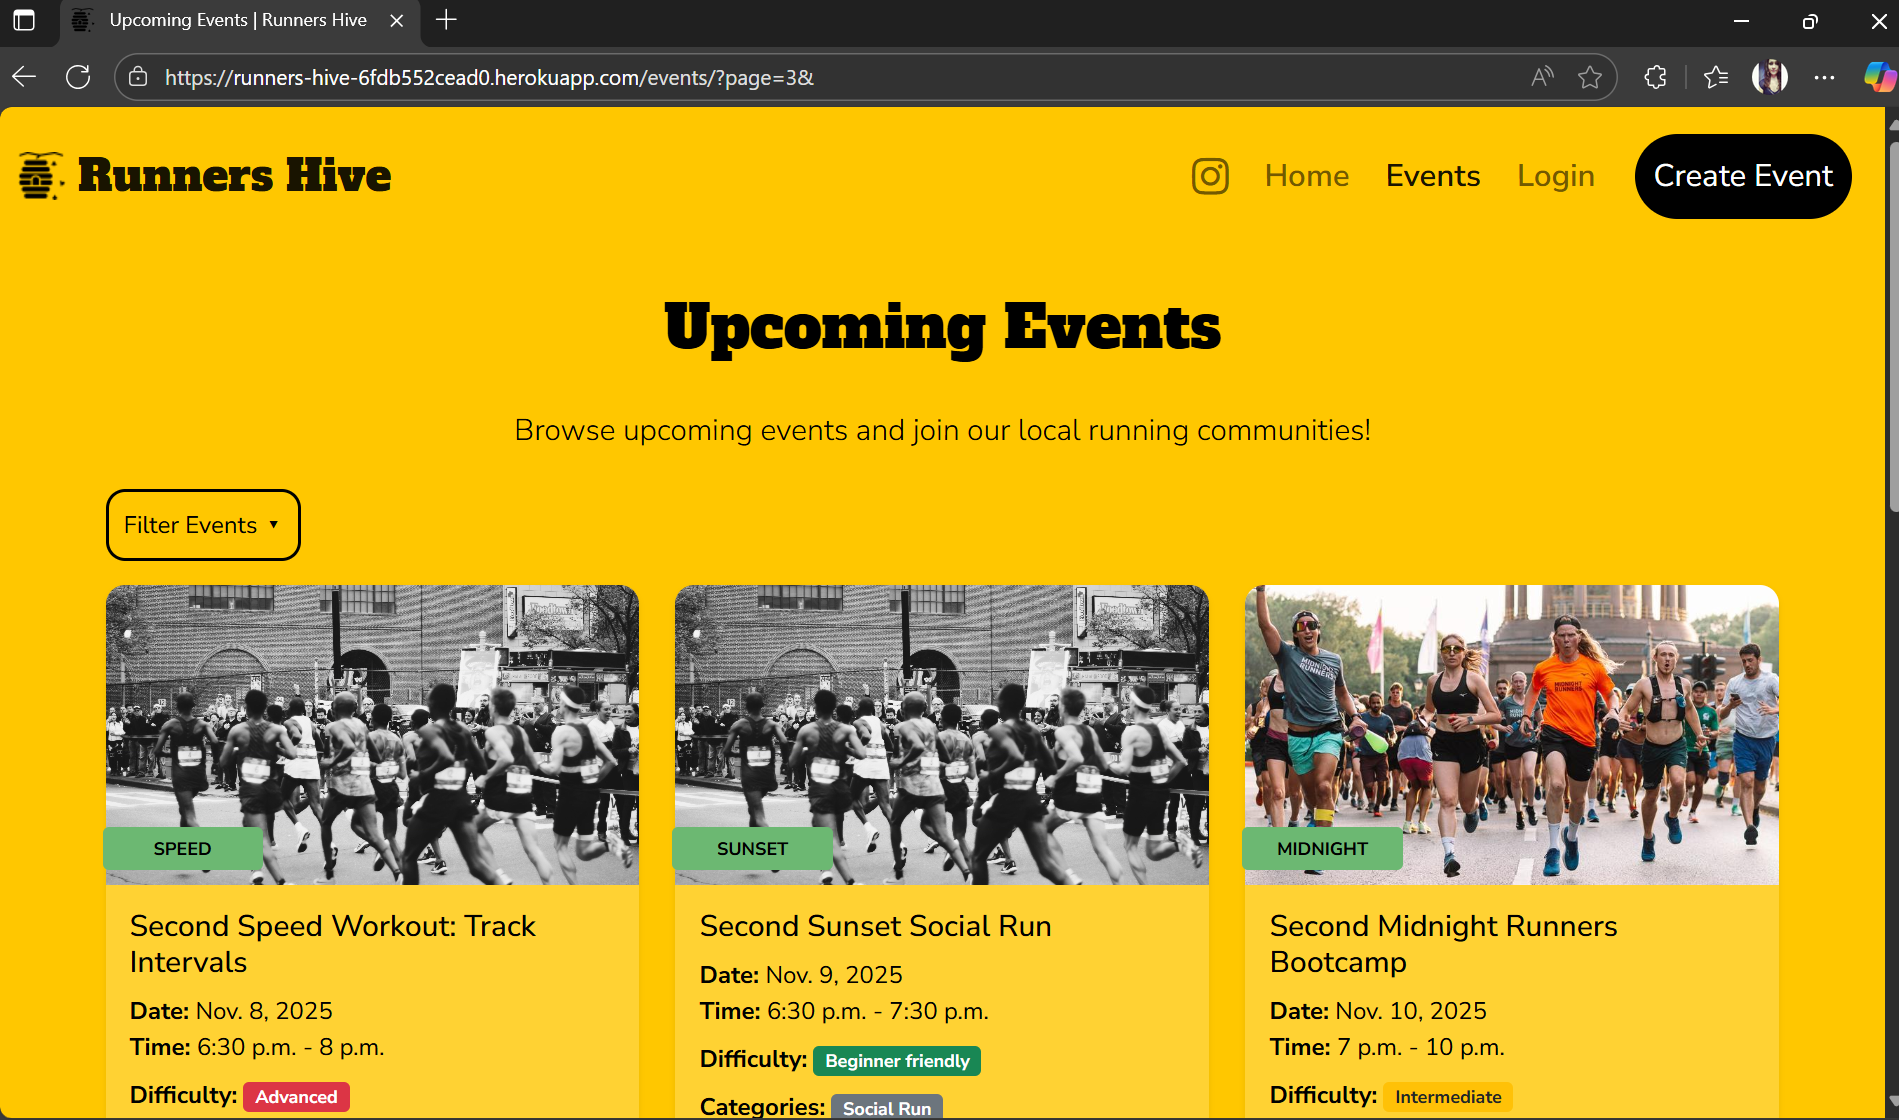 Upcoming Events | Runners Hive
https://runners-hive-6fdb552cead0.herokuapp.com/events/?page=3&
Runners Hive
Home
Events
Login
Create Event
Upcoming Events
Browse upcoming events and join our local running communities!
Filter Events ▼
SPEED
Second Speed Workout: Track
Intervals
Date: Nov. 8, 2025
Time: 6:30 p.m. - 8 p.m.
Difficulty: Advanced
SUNSET
Second Sunset Social Run
Date: Nov. 9, 2025
Time: 6:30 p.m. - 7:30 p.m.
Difficulty: Beginner friendly
Categories: Social Run
MIDNIGHT RUNNERS
MIDNIGHT
Second Midnight Runners
Bootcamp
Date: Nov. 10, 2025
Time: 7 p.m. - 10 p.m.
Difficulty: Intermediate